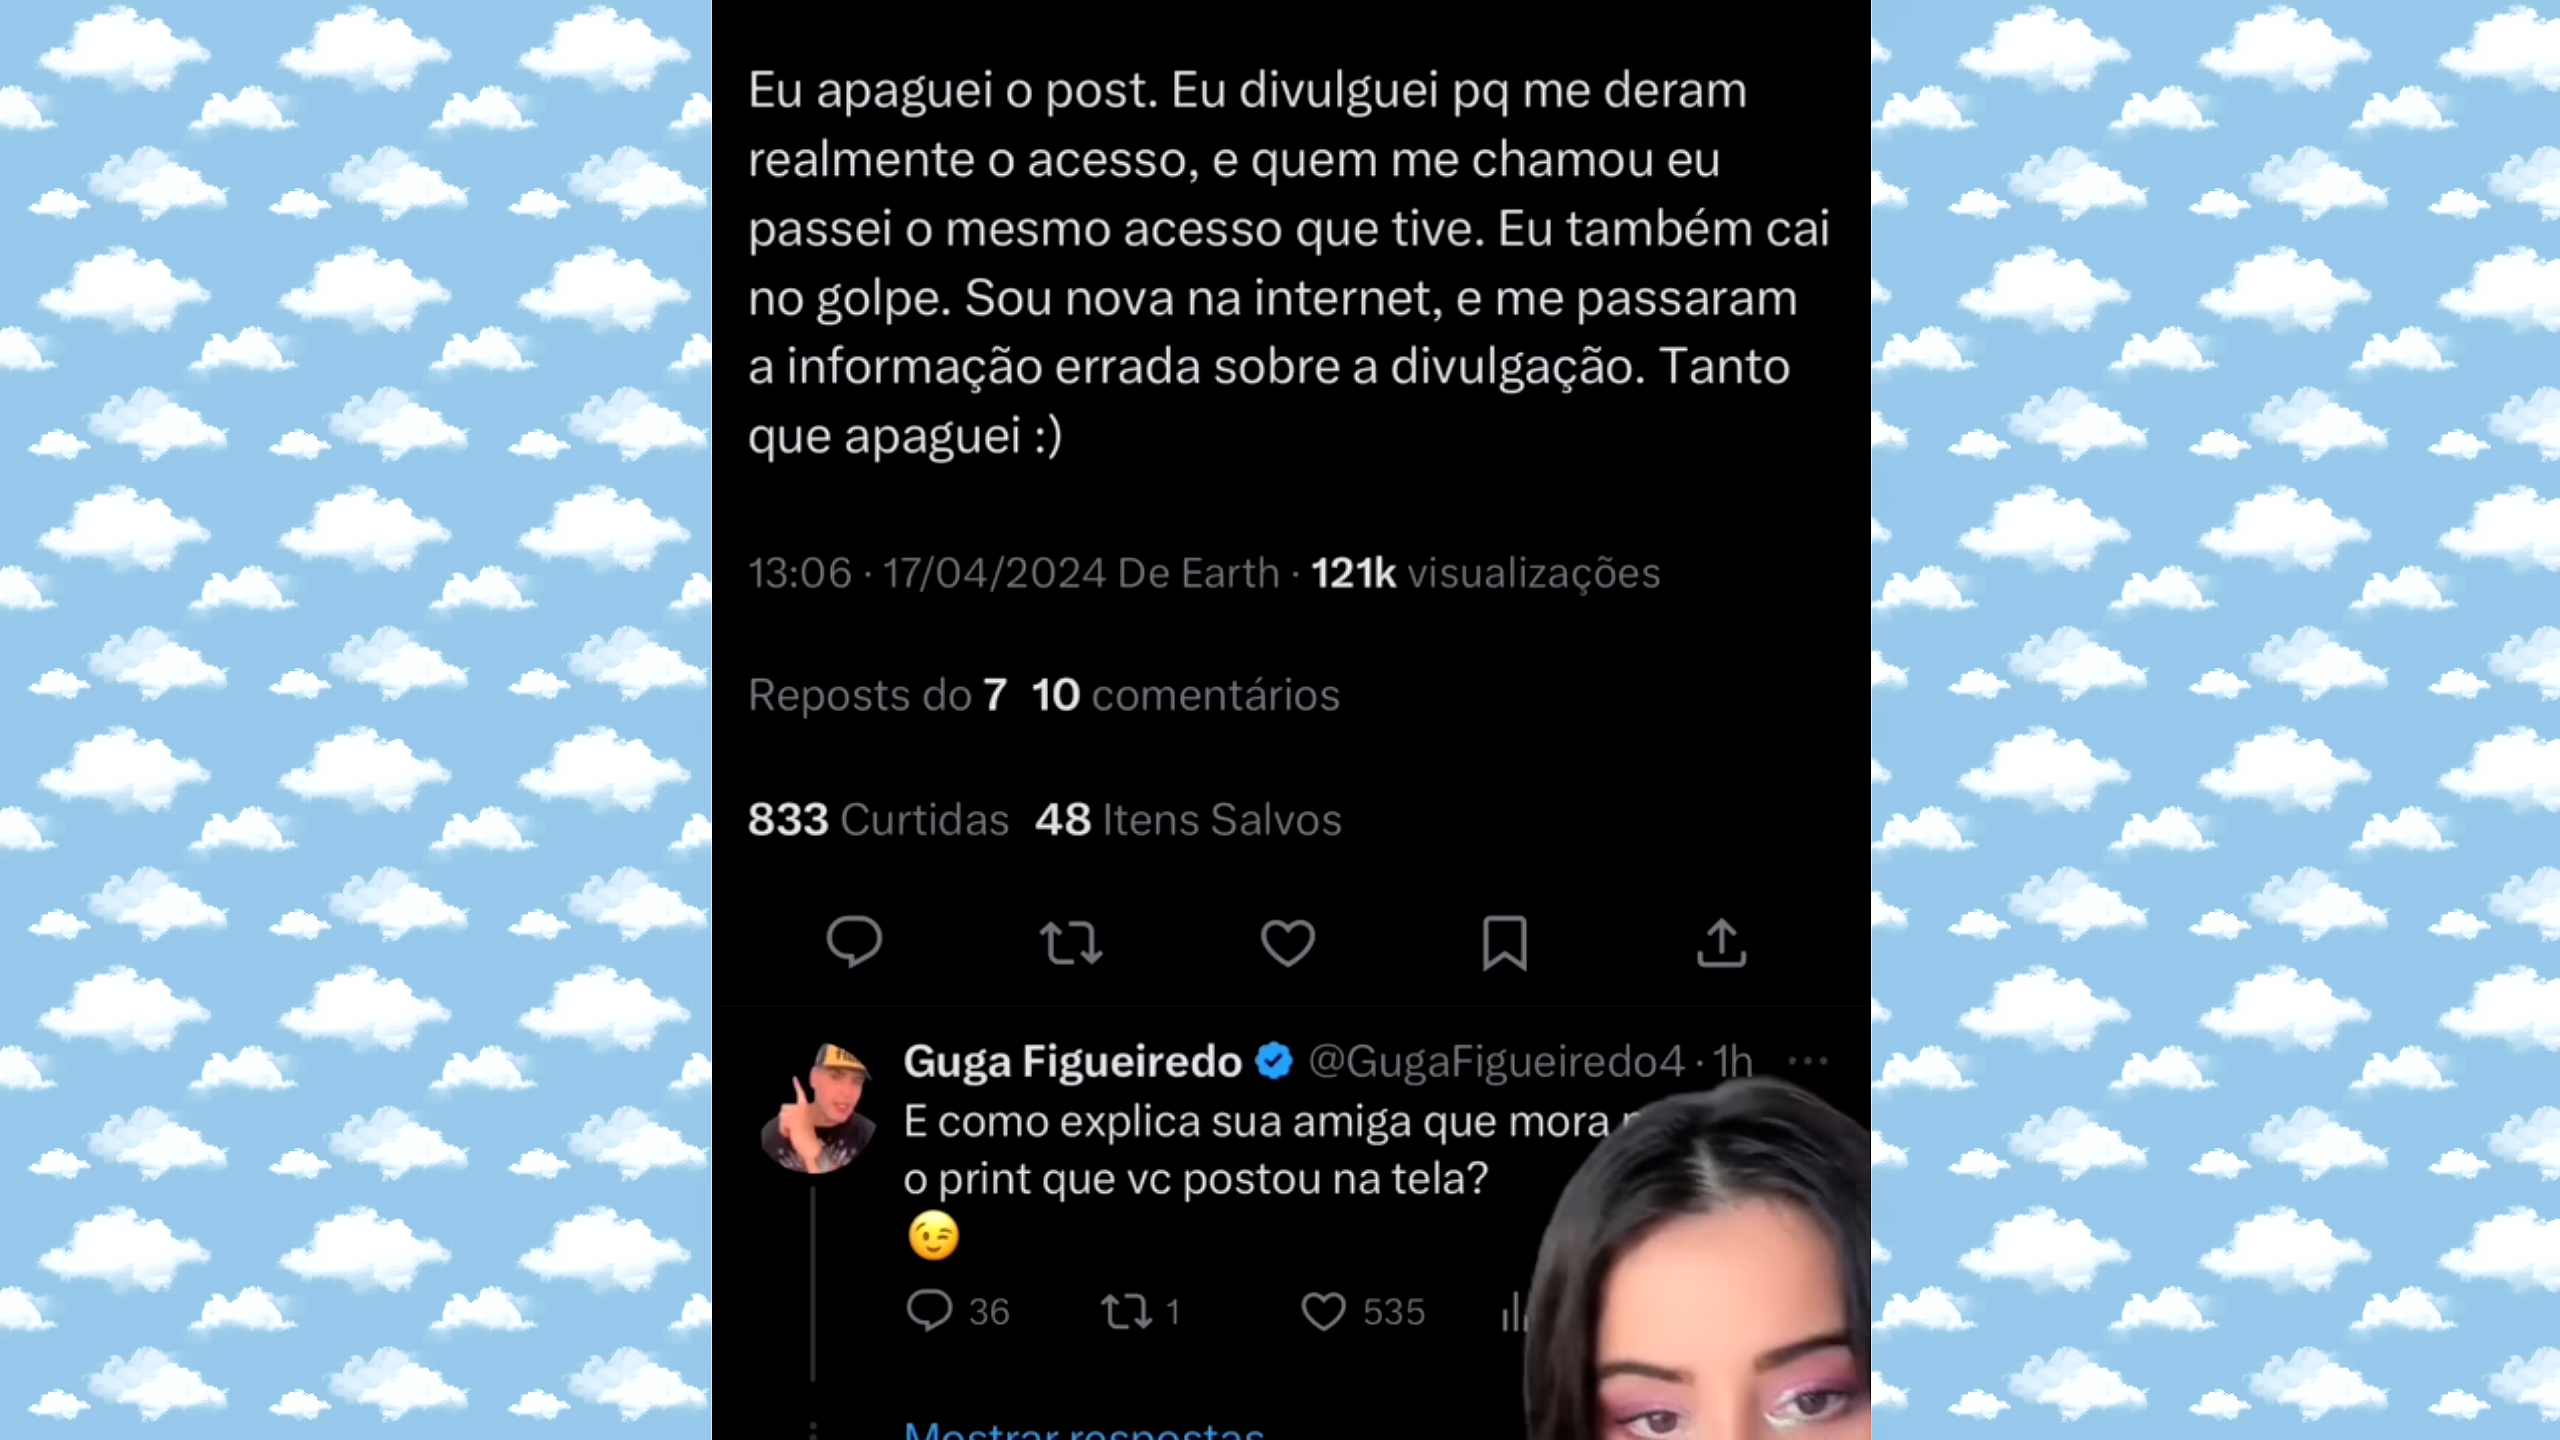 Eu apaguei o post. Eu divulguei pq me deram
realmente o acesso, e quem me chamou eu
passei o mesmo acesso que tive. Eu também cai
no golpe. Sou nova na internet, e me passaram
a informação errada sobre a divulgação. Tanto
que apaguei :)
13:06 · 17/04/2024 De Earth · 121k visualizações
Reposts do 7 10 comentários
833 Curtidas 48 Itens Salvos
Guga Figueiredo @GugaFigueiredo4 · 1h
E como explica sua amiga que mora
o print que vc postou na tela?
😉
36 1 535
Mostrar respostas